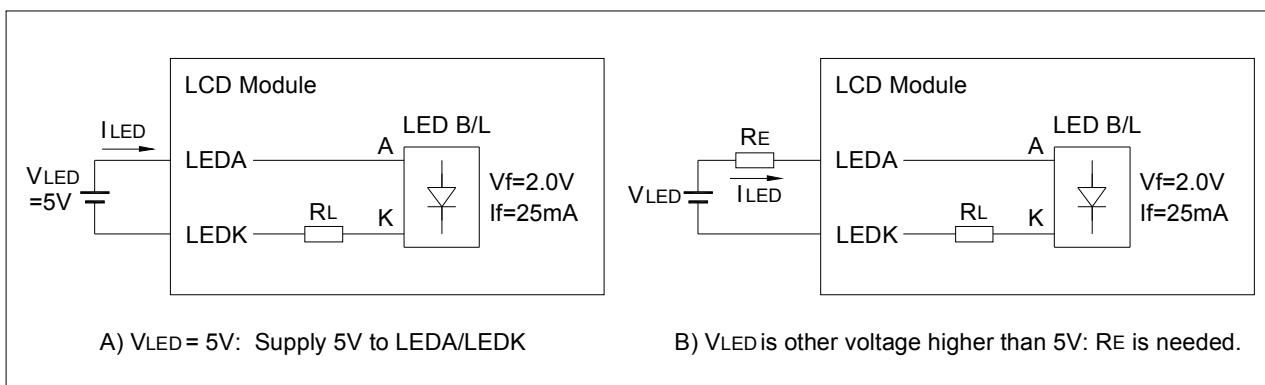 LCD Module
ILED
LED B/L
LEDA
A
VLED
=5V
Vf=2.0V
If=25mA
RL
K
LEDK
A) VLED = 5V: Supply 5V to LEDA/LEDK
LCD Module
LED B/L
RE
LEDA
A
VLED
ILED
Vf=2.0V
If=25mA
RL
K
LEDK
B) VLED is other voltage higher than 5V: RE is needed.